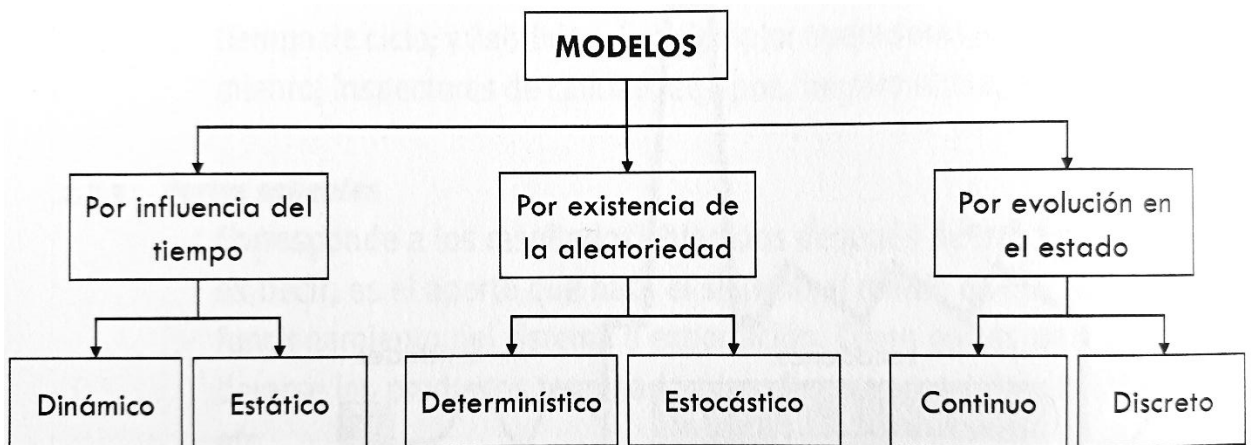 MODELOS
Por influencia del
tiempo
Por existencia de
la aleatoriedad
Por evolución en
el estado
Dinámico
Estático
Determinístico
Estocástico
Continuo
Discreto